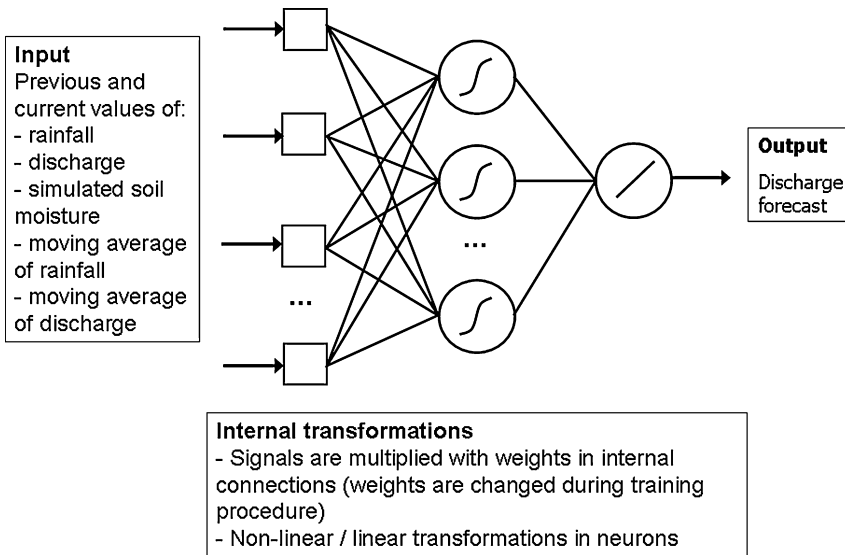 Input
Previous and
current values of:
- rainfall
- discharge
- simulated soil
moisture
- moving average
of rainfall
- moving average
of discharge
...
...
Output
Discharge
forecast
Internal transformations
- Signals are multiplied with weights in internal
connections (weights are changed during training
procedure)
- Non-linear / linear transformations in neurons